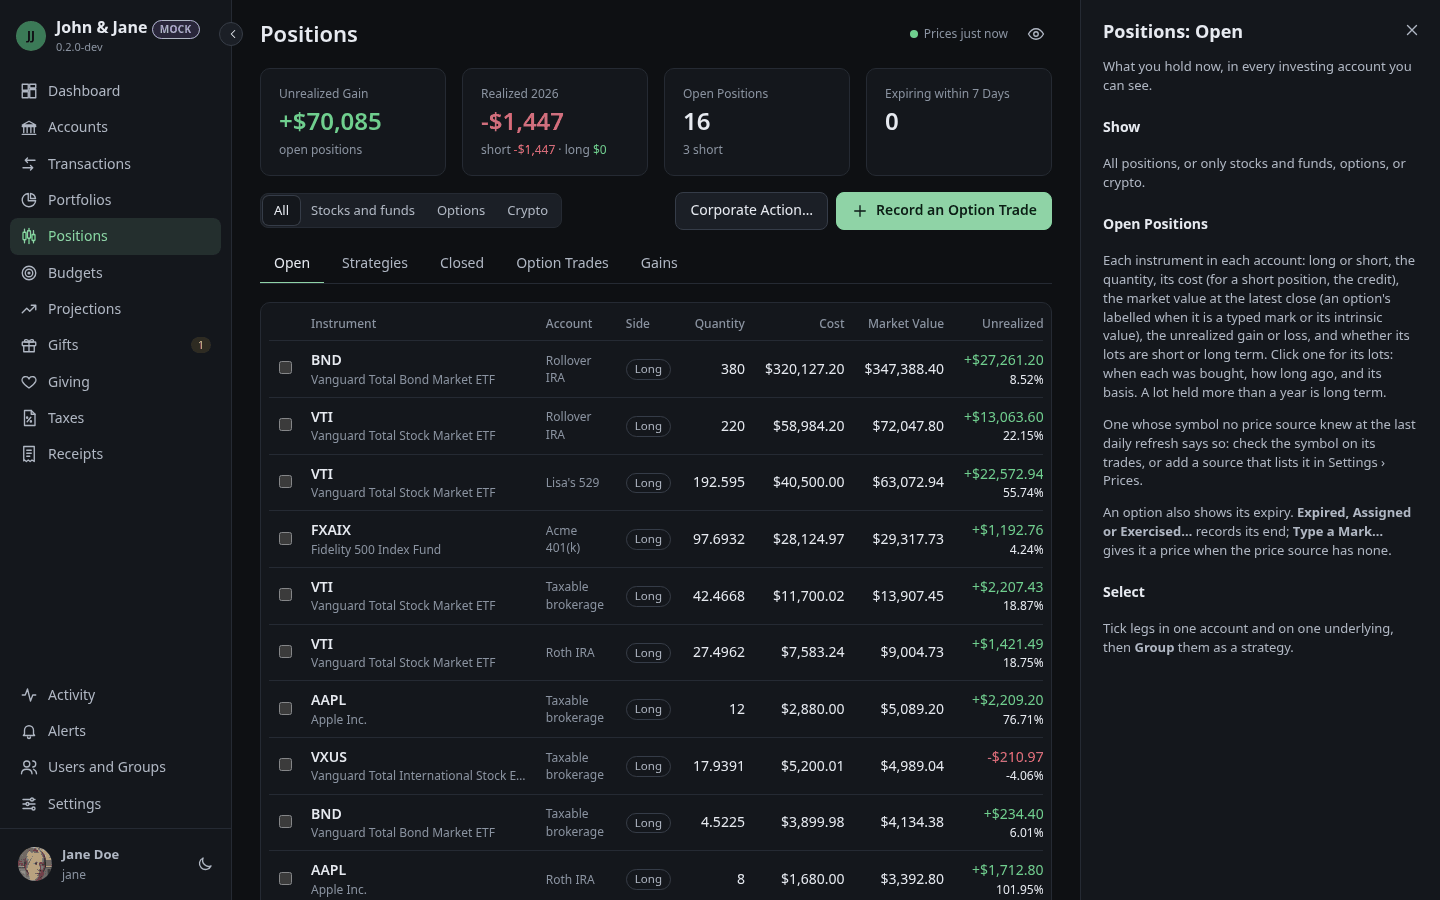 JJ
John & Jane MOCK
0.2.0-dev
Dashboard
Accounts
Transactions
Portfolios
Positions
Budgets
Projections
Gifts 1
Giving
Taxes
Receipts
Activity
Alerts
Users and Groups
Settings
Jane Doe
jane
Positions
Prices just now
Unrealized Gain
+$70,085
open positions
Realized 2026
-$1,447
short -$1,447 · long $0
Open Positions
16
3 short
Expiring within 7 Days
0
All Stocks and funds Options Crypto
Corporate Action...
+ Record an Option Trade
Open Strategies Closed Option Trades Gains
Instrument Account Side Quantity Cost Market Value Unrealized
BND
Vanguard Total Bond Market ETF
Rollover
IRA
Long 380 $320,127.20 $347,388.40
+$27,261.20
8.52%
VTI
Vanguard Total Stock Market ETF
Rollover
IRA
Long 220 $58,984.20 $72,047.80
+$13,063.60
22.15%
VTI
Vanguard Total Stock Market ETF
Lisa's 529 Long 192.595 $40,500.00 $63,072.94
+$22,572.94
55.74%
FXAIX
Fidelity 500 Index Fund
Acme
401(k)
Long 97.6932 $28,124.97 $29,317.73
+$1,192.76
4.24%
VTI
Vanguard Total Stock Market ETF
Taxable
brokerage
Long 42.4668 $11,700.02 $13,907.45
+$2,207.43
18.87%
VTI
Vanguard Total Stock Market ETF
Roth IRA Long 27.4962 $7,583.24 $9,004.73
+$1,421.49
18.75%
AAPL
Apple Inc.
Taxable
brokerage
Long 12 $2,880.00 $5,089.20
+$2,209.20
76.71%
VXUS
Vanguard Total International Stock E...
Taxable
brokerage
Long 17.9391 $5,200.01 $4,989.04
-$210.97
-4.06%
BND
Vanguard Total Bond Market ETF
Taxable
brokerage
Long 4.5225 $3,899.98 $4,134.38
+$234.40
6.01%
AAPL
Apple Inc.
Roth IRA Long 8 $1,680.00 $3,392.80
+$1,712.80
101.95%
Positions: Open
What you hold now, in every investing account you
can see.
Show
All positions, or only stocks and funds, options, or
crypto.
Open Positions
Each instrument in each account: long or short, the
quantity, its cost (for a short position, the credit),
the market value at the latest close (an option's
labelled when it is a typed mark or its intrinsic
value), the unrealized gain or loss, and whether its
lots are short or long term. Click one for its lots:
when each was bought, how long ago, and its
basis. A lot held more than a year is long term.
One whose symbol no price source knew at the last
daily refresh says so: check the symbol on its
trades, or add a source that lists it in Settings ›
Prices.
An option also shows its expiry. Expired, Assigned
or Exercised... records its end; Type a Mark...
gives it a price when the price source has none.
Select
Tick legs in one account and on one underlying,
then Group them as a strategy.